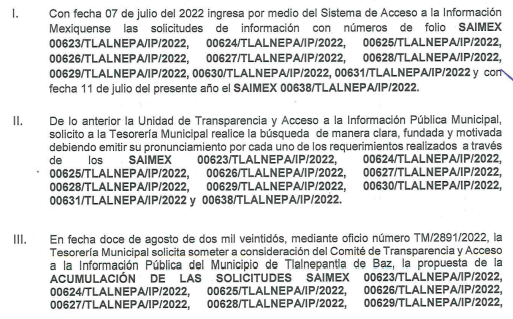 I. Con fecha 07 de julio del 2022 ingresa por medio del Sistema de Acceso a la Información
Mexiquense las solicitudes de información con números de folio SAIMEX
00623/TLALNEPA/IP/2022, 00624/TLALNEPA/IP/2022, 00625/TLALNEPA/IP/2022,
00626/TLALNEPA/IP/2022, 00627/TLALNEPA/IP/2022, 00628/TLALNEPA/IP/2022,
00629/TLALNEPA/IP/2022, 00630/TLALNEPA/IP/2022, 00631/TLALNEPA/IP/2022 y con
fecha 11 de julio del presente año el SAIMEX 00638/TLALNEPA/IP/2022.
II. De lo anterior la Unidad de Transparencia y Acceso a la Información Pública Municipal,
solicito a la Tesorería Municipal realice la búsqueda de manera clara, fundada y motivada
debiendo emitir su pronunciamiento por cada uno de los requerimientos realizados a través
de los SAIMEX 00623/TLALNEPA/IP/2022, 00624/TLALNEPA/IP/2022,
00625/TLALNEPA/IP/2022, 00626/TLALNEPA/IP/2022, 00627/TLALNEPA/IP/2022,
00628/TLALNEPA/IP/2022, 00629/TLALNEPA/IP/2022, 00630/TLALNEPA/IP/2022,
00631/TLALNEPA/IP/2022 y 00638/TLALNEPA/IP/2022.
III. En fecha doce de agosto de dos mil veintidós, mediante oficio número TM/2891/2022, la
Tesorería Municipal solicita someter a consideración del Comité de Transparencia y Acceso
a la Información Pública del Municipio de Tlalnepantla de Baz, la propuesta de la
ACUMULACIÓN DE LAS SOLICITUDES SAIMEX 00623/TLALNEPA/IP/2022,
00624/TLALNEPA/IP/2022, 00625/TLALNEPA/IP/2022, 00626/TLALNEPA/IP/2022,
00627/TLALNEPA/IP/2022, 00628/TLALNEPA/IP/2022, 00629/TLALNEPA/IP/2022,